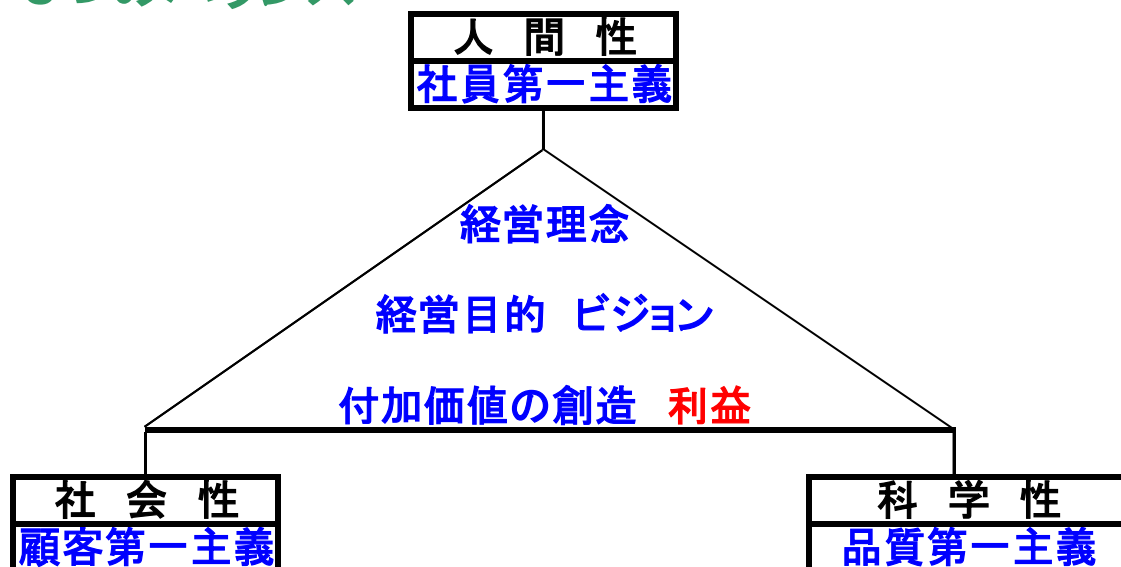 人 間 性
社員第一主義
経営理念
経営目的 ビジョン
付加価値の創造 利益
社 会 性
顧客第一主義
科 学 性
品質第一主義